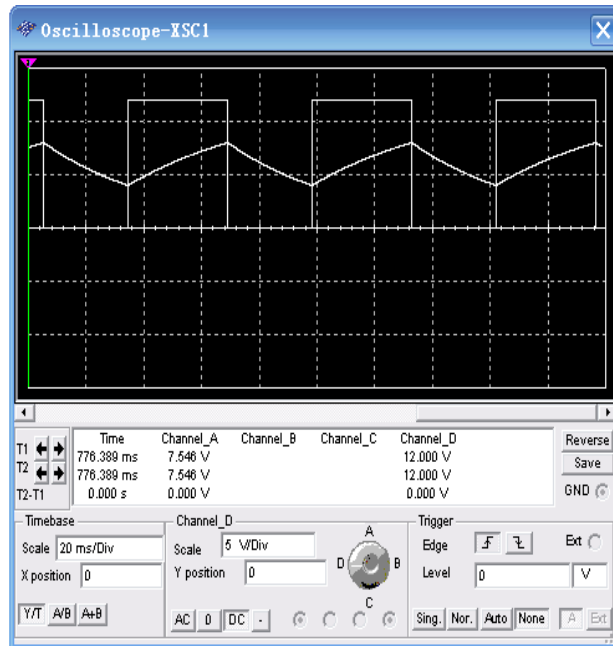 Oscilloscope-XSC1
1
T1
T2
T2-T1
Time Channel_A Channel_B Channel_C Channel_D
776.389 ms 7.546 V 12.000 V
776.389 ms 7.546 V 12.000 V
0.000 s 0.000 V 0.000 V
Reverse
Save
GND
Timebase
Scale 20 ms/Div
X position 0
Y/T A/B A+B
Channel_D
Scale 5 V/Div
Y position 0
AC 0 DC -
A
D B
C
Trigger
Edge Ext
Level 0 V
Sing. Nor. Auto None A Ext